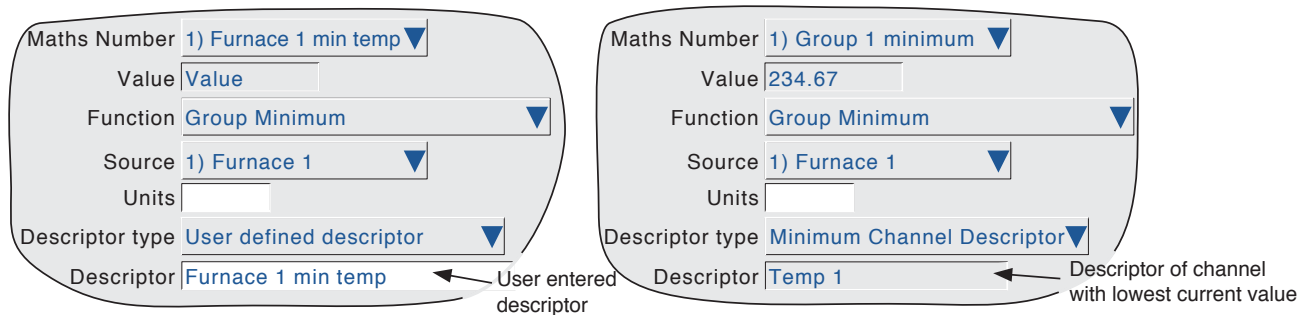 Maths Number 1) Furnace 1 min temp
Value Value
Function Group Minimum
Source 1) Furnace 1
Units
Descriptor type User defined descriptor
Descriptor Furnace 1 min temp
User entered
descriptor
Maths Number 1) Group 1 minimum
Value 234.67
Function Group Minimum
Source 1) Furnace 1
Units
Descriptor type Minimum Channel Descriptor
Descriptor Temp 1
Descriptor of channel
with lowest current value